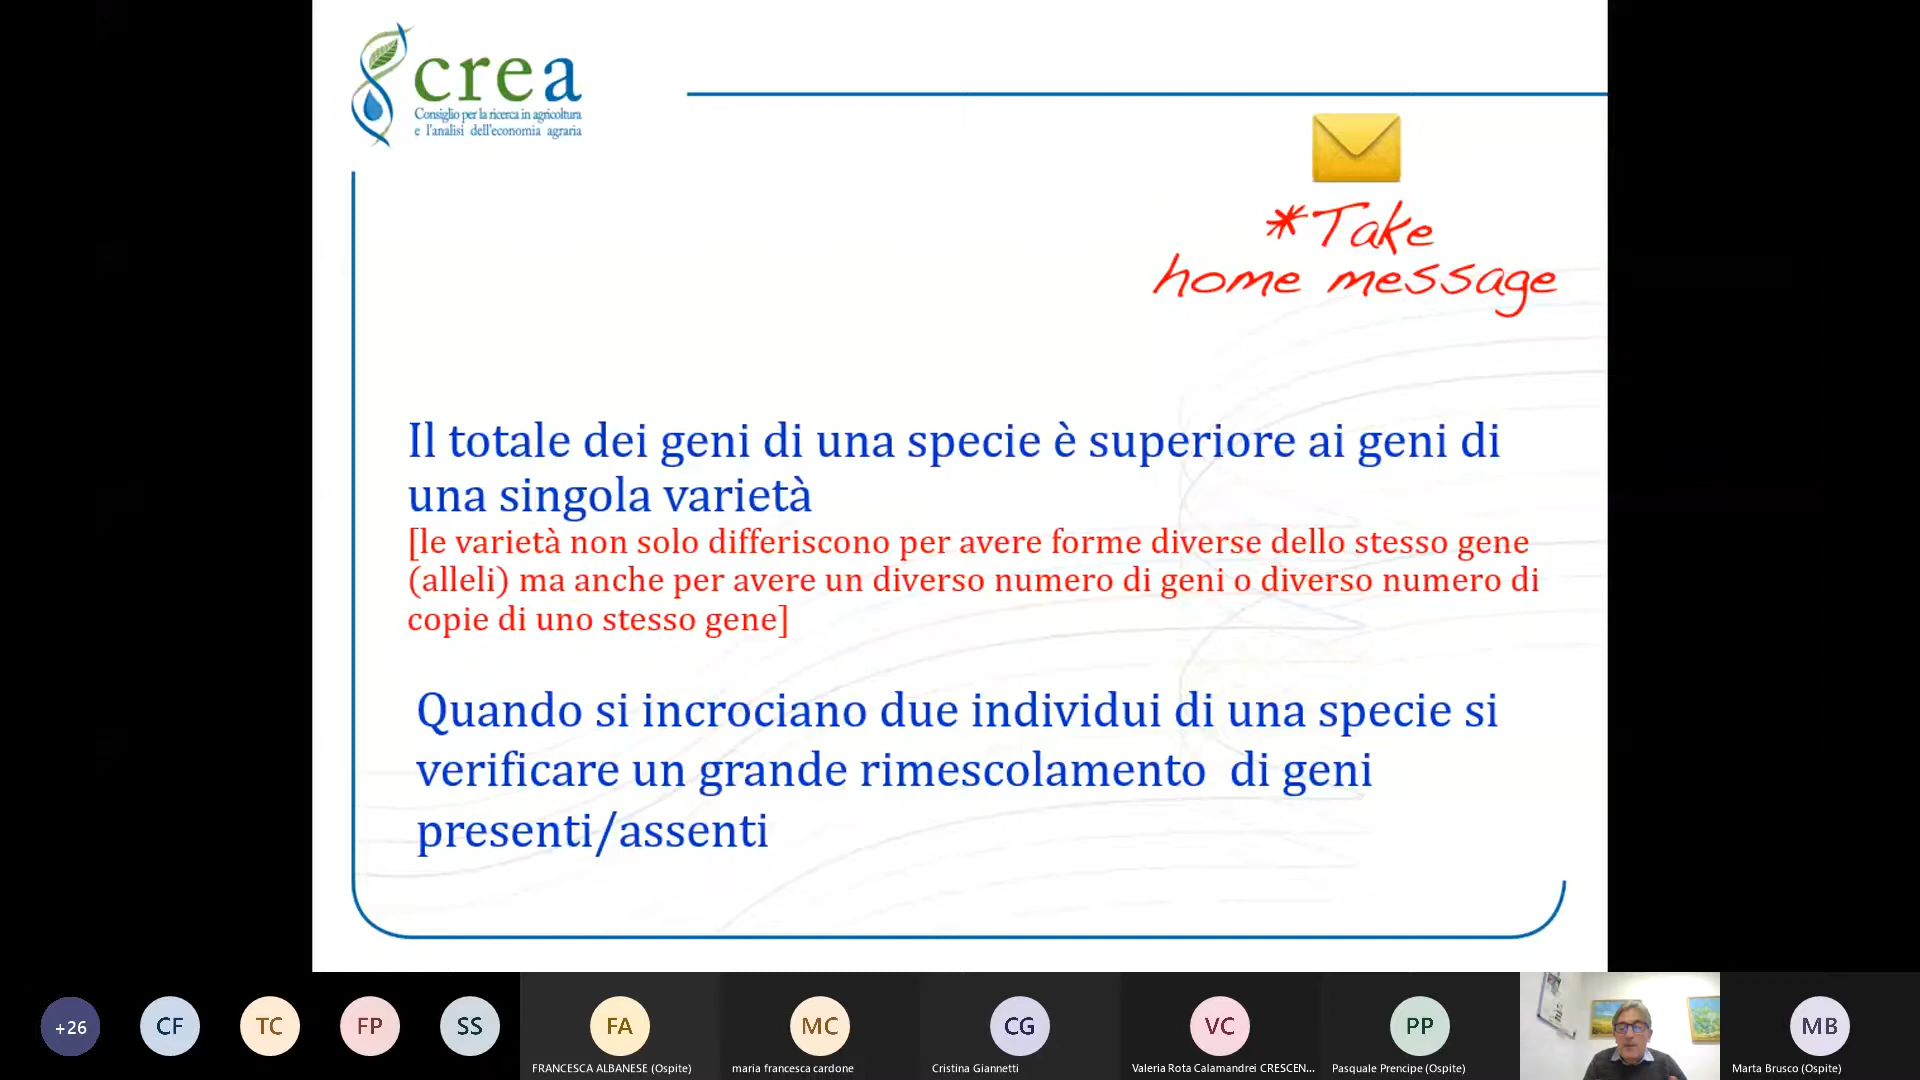 crea
Consiglio per la ricerca in agricoltura
e l'analisi dell'economia agraria
*Take
home message
Il totale dei geni di una specie è superiore ai geni di
una singola varietà
[le varietà non solo differiscono per avere forme diverse dello stesso gene
(alleli) ma anche per avere un diverso numero di geni o diverso numero di
copie di uno stesso gene]
Quando si incrociano due individui di una specie si
verificare un grande rimescolamento di geni
presenti/assenti
+26
CF
TC
FP
SS
FA
FRANCESCA ALBANESE (Ospite)
MC
maria francesca cardone
CG
Cristina Giannetti
VC
Valeria Rota Calamandrei CRESCEN...
PP
Pasquale Prencipe (Ospite)
MB
Marta Brusco (Ospite)